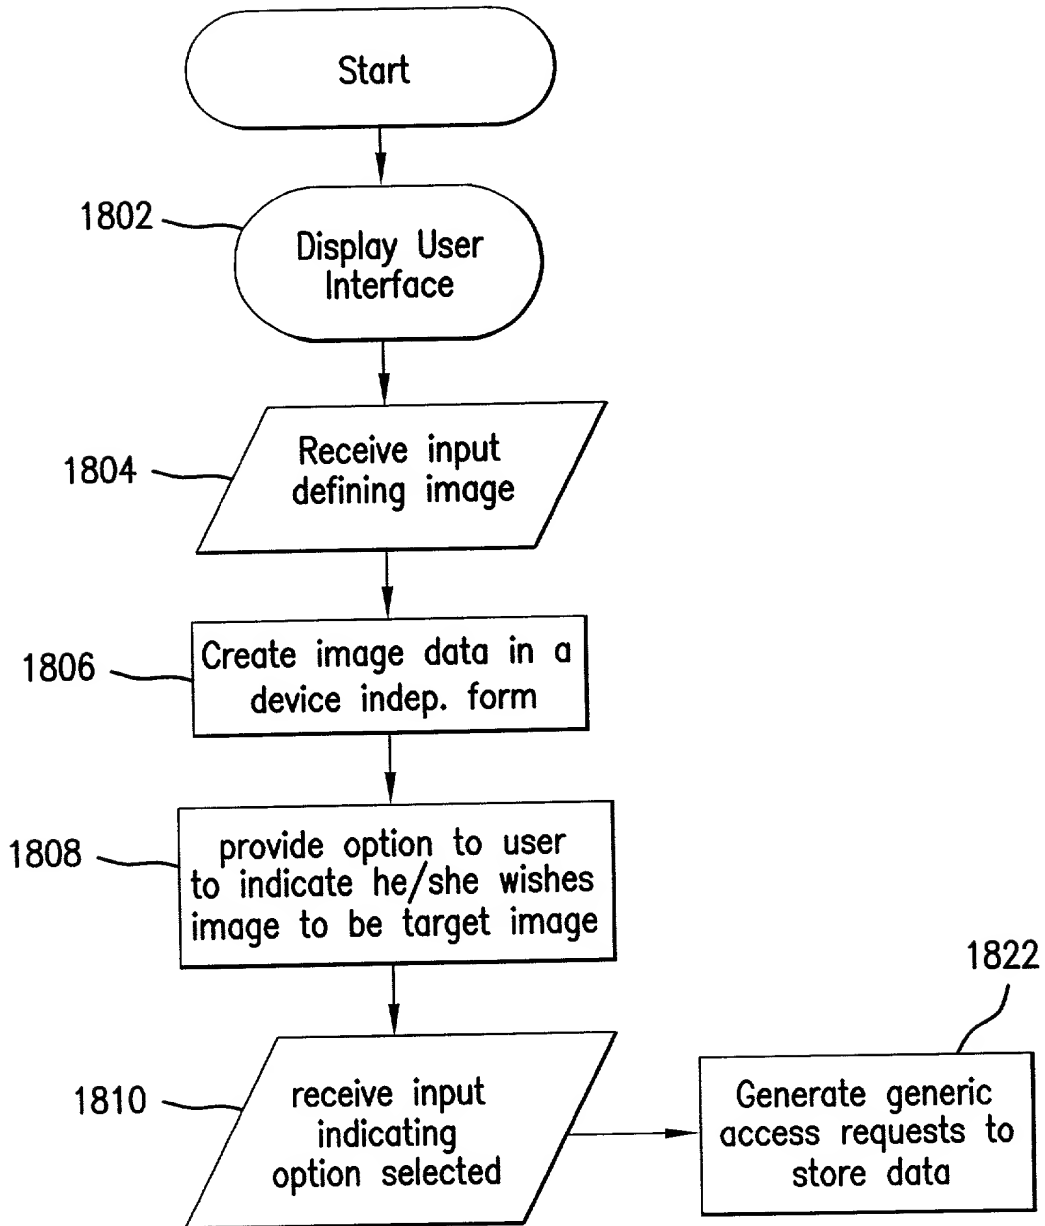 Start
1802
Display User
Interface
1804
Receive input
defining image
1806
Create image data in a
device indep. form
1808
provide option to user
to indicate he/she wishes
image to be target image
1822
1810
receive input
indicating
option selected
Generate generic
access requests to
store data